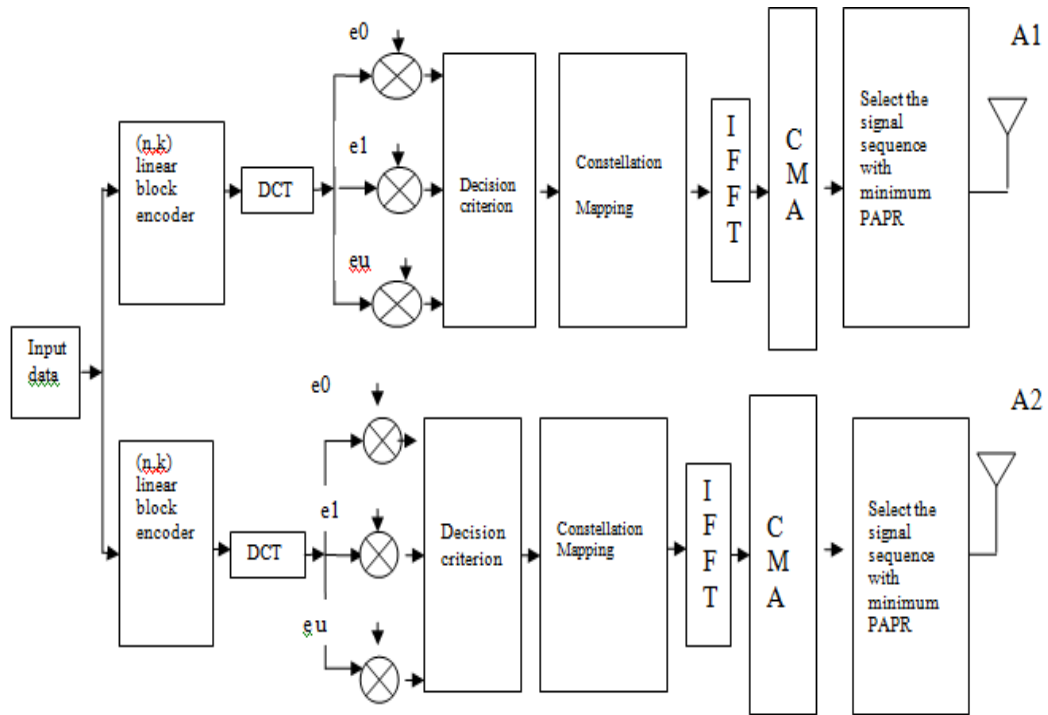 A1
e0
(n,k)
linear
block
encoder
DCT
e1
eu
Decision
criterion
Constellation
Mapping
I
F
F
T
C
M
A
Select the
signal
sequence
with
minimum
PAPR
Input
data
A2
e0
(n,k)
linear
block
encoder
DCT
e1
e u
Decision
criterion
Constellation
Mapping
I
F
F
T
C
M
A
Select the
signal
sequence
with
minimum
PAPR